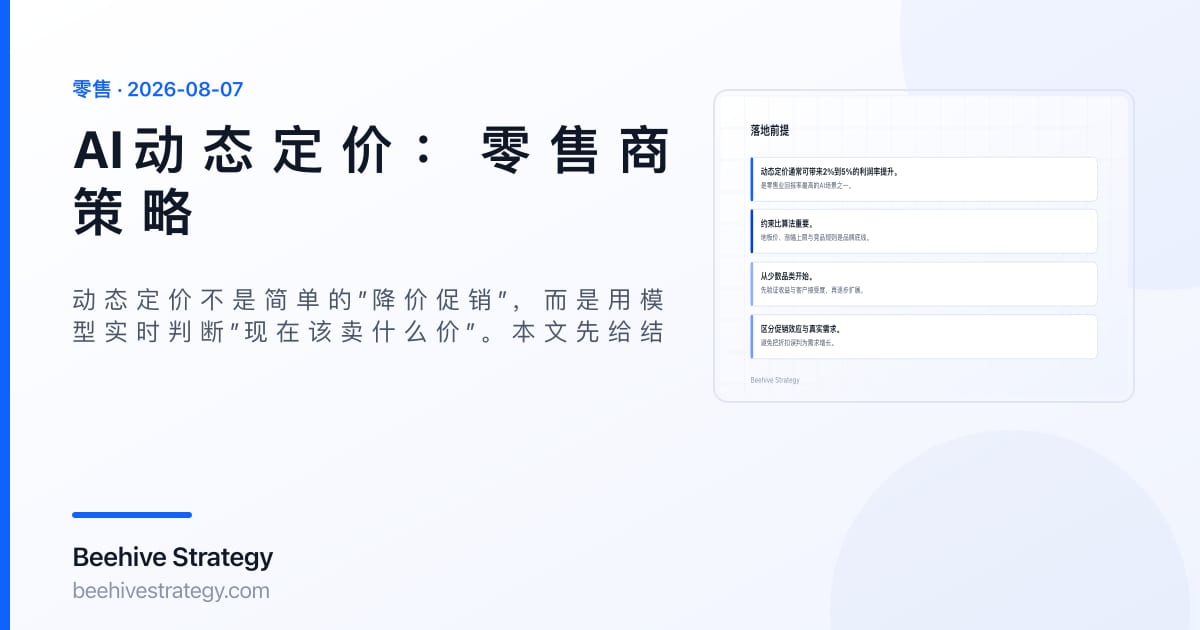 零售 · 2026-08-07
AI动态定价：零售商
策略
动态定价不是简单的"降价促销"，而是用模
型实时判断"现在该卖什么价"。本文先给结
Beehive Strategy
beehivestrategy.com
落地前提
动态定价通常可带来2%到5%的利润率提升。
是零售业回报率最高的AI场景之一。
约束比算法重要。
地板价、涨幅上限与竞品规则是品牌底线。
从少数品类开始。
先验证收益与客户接受度，再逐步扩展。
区分促销效应与真实需求。
避免把折扣误判为需求增长。
Beehive Strategy